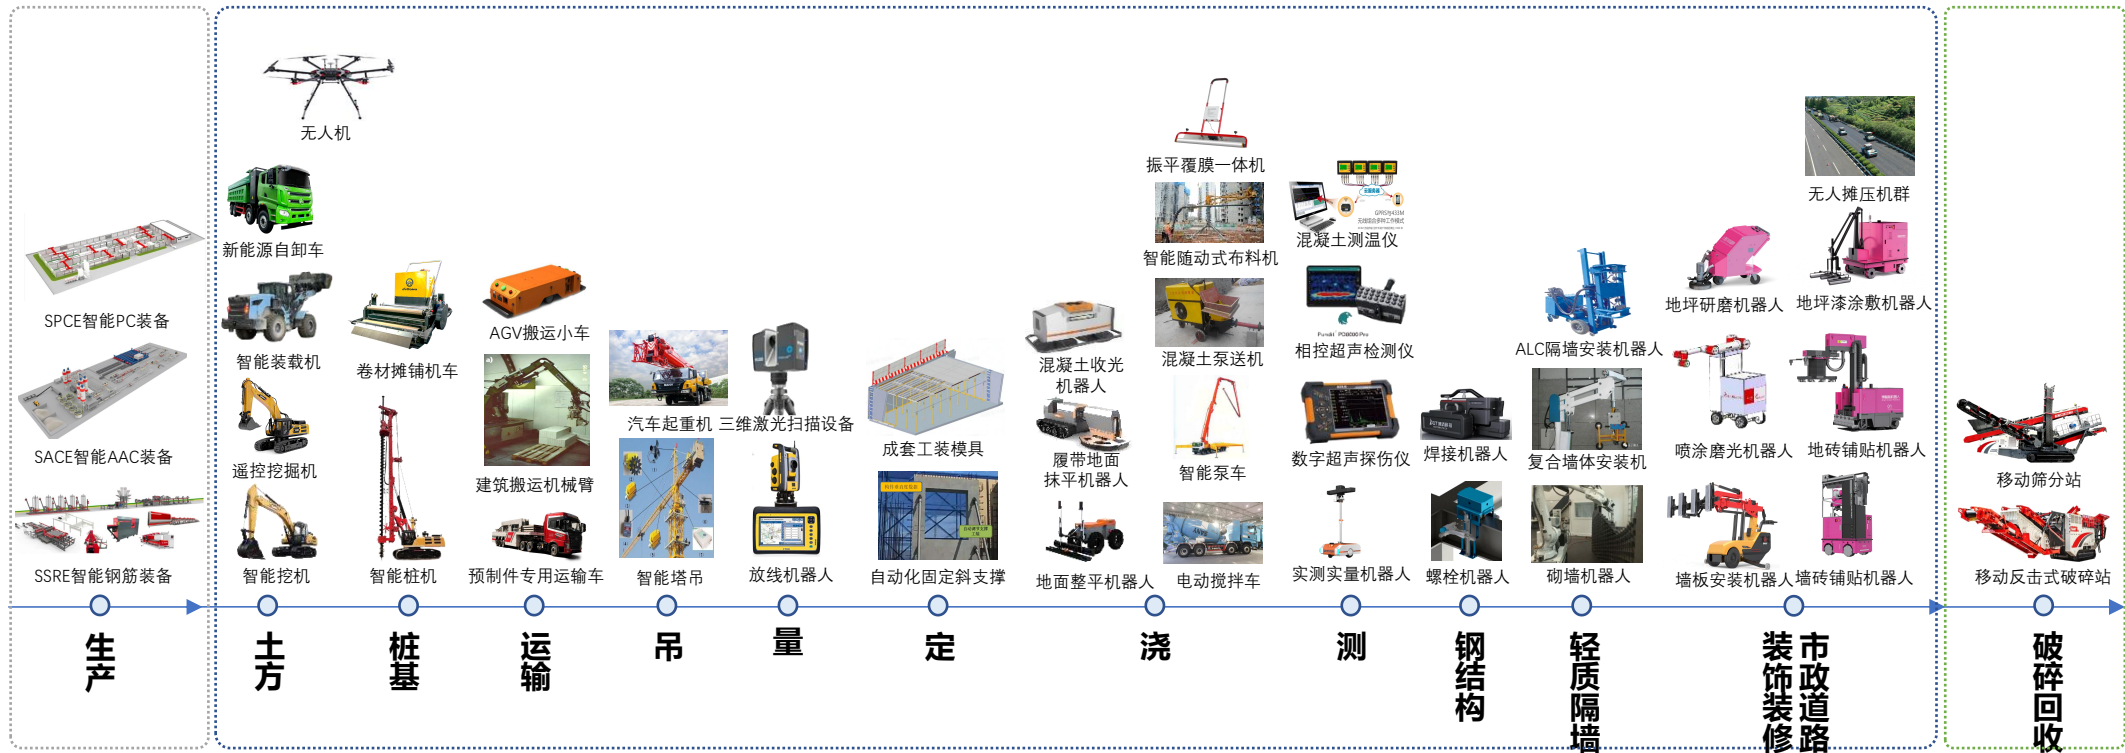 SPCE智能PC装备
SACE智能AAC装备
SSRE智能钢筋装备
生产
无人机
新能源自卸车
智能装载机
遥控挖掘机
智能挖机
土方
卷材摊铺机车
智能桩机
桩基
AGV搬运小车
建筑搬运机械臂
预制件专用运输车
运输
汽车起重机
智能塔吊
吊
三维激光扫描设备
放线机器人
量
成套工装模具
自动化固定斜支撑
定
混凝土收光
机器人
履带地面
抹平机器人
地面整平机器人
振平覆膜一体机
智能随动式布料机
混凝土泵送机
智能泵车
电动搅拌车
浇
混凝土测温仪
相控超声检测仪
数字超声探伤仪
实测实量机器人
测
焊接机器人
螺栓机器人
钢结构
ALC隔墙安装机器人
复合墙体安装机
砌墙机器人
轻质隔墙
地坪研磨机器人
喷涂磨光机器人
墙板安装机器人
无人摊压机群
地坪漆涂敷机器人
地砖铺贴机器人
墙砖铺贴机器人
装饰装修
市政道路
移动筛分站
移动反击式破碎站
破碎回收